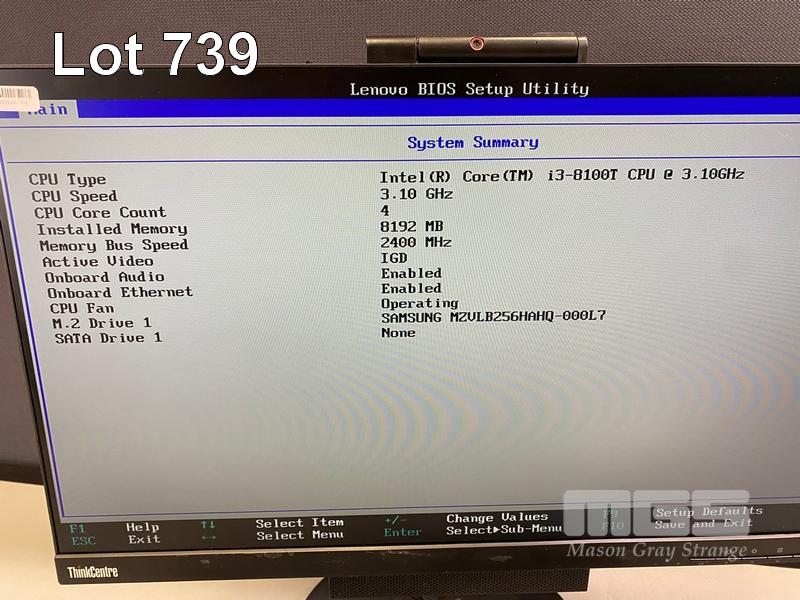 Lot 739
Lenovo BIOS Setup Utility
Main
System Summary
CPU Type Intel(R) Core(TM) i3-8100T CPU @ 3.10GHz
CPU Speed 3.10 GHz
CPU Core Count 4
Installed Memory 8192 MB
Memory Bus Speed 2400 MHz
Active Video IGD
Onboard Audio Enabled
Onboard Ethernet Enabled
CPU Fan Operating
M.2 Drive 1 SAMSUNG MZVLB256HAHQ-000L7
SATA Drive 1 None
F1 Help ↑↓ Select Item +/- Change Values F9 Setup Defaults
ESC Exit ←→ Select Menu Enter Select▶Sub-Menu F10 Save and Exit
MGS
Mason Gray Strange
ThinkCentre